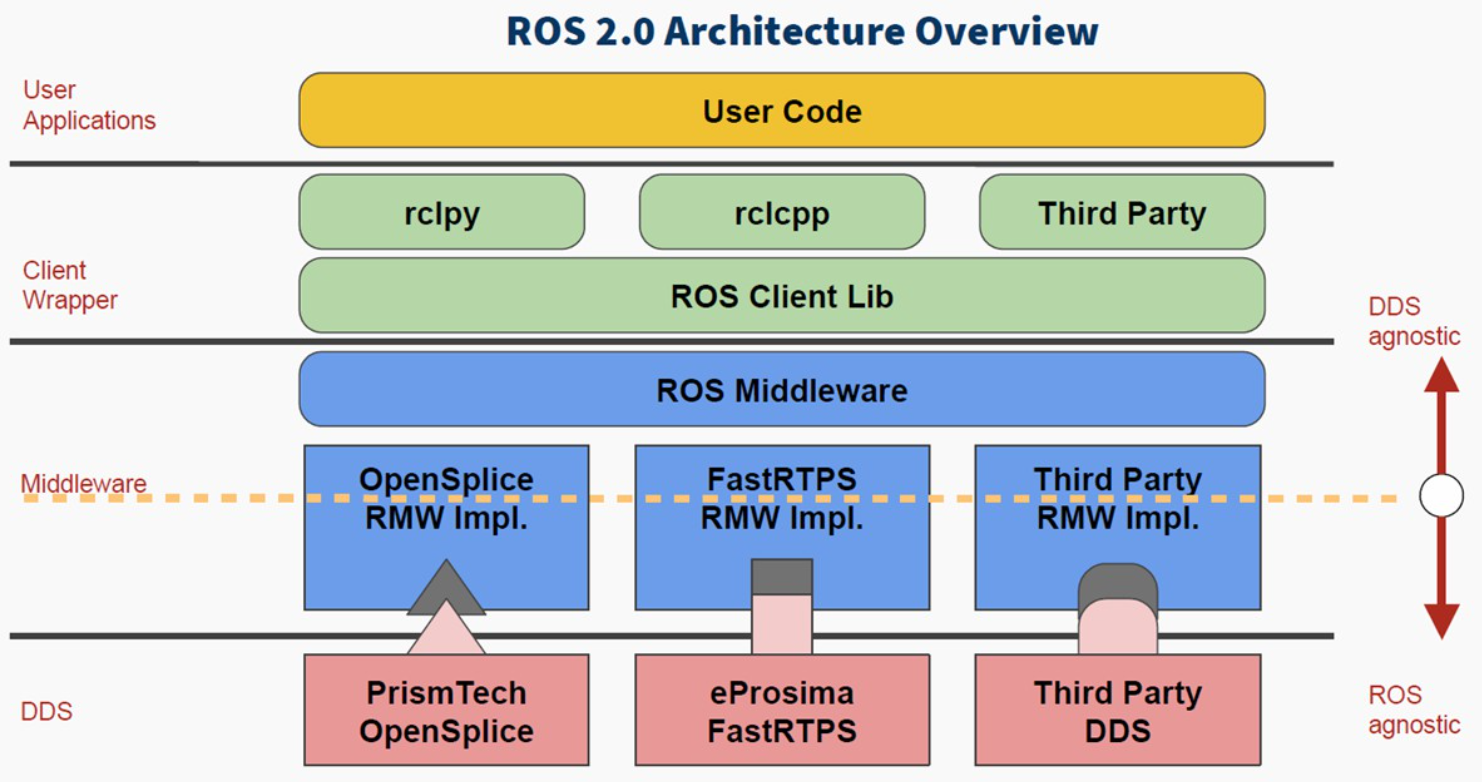 ROS 2.0 Architecture Overview
User
Applications
User Code
rclpy
rclcpp
Third Party
Client
Wrapper
ROS Client Lib
DDS
agnostic
ROS Middleware
Middleware
OpenSplice
RMW Impl.
FastRTPS
RMW Impl.
Third Party
RMW Impl.
DDS
PrismTech
OpenSplice
eProsima
FastRTPS
Third Party
DDS
ROS
agnostic